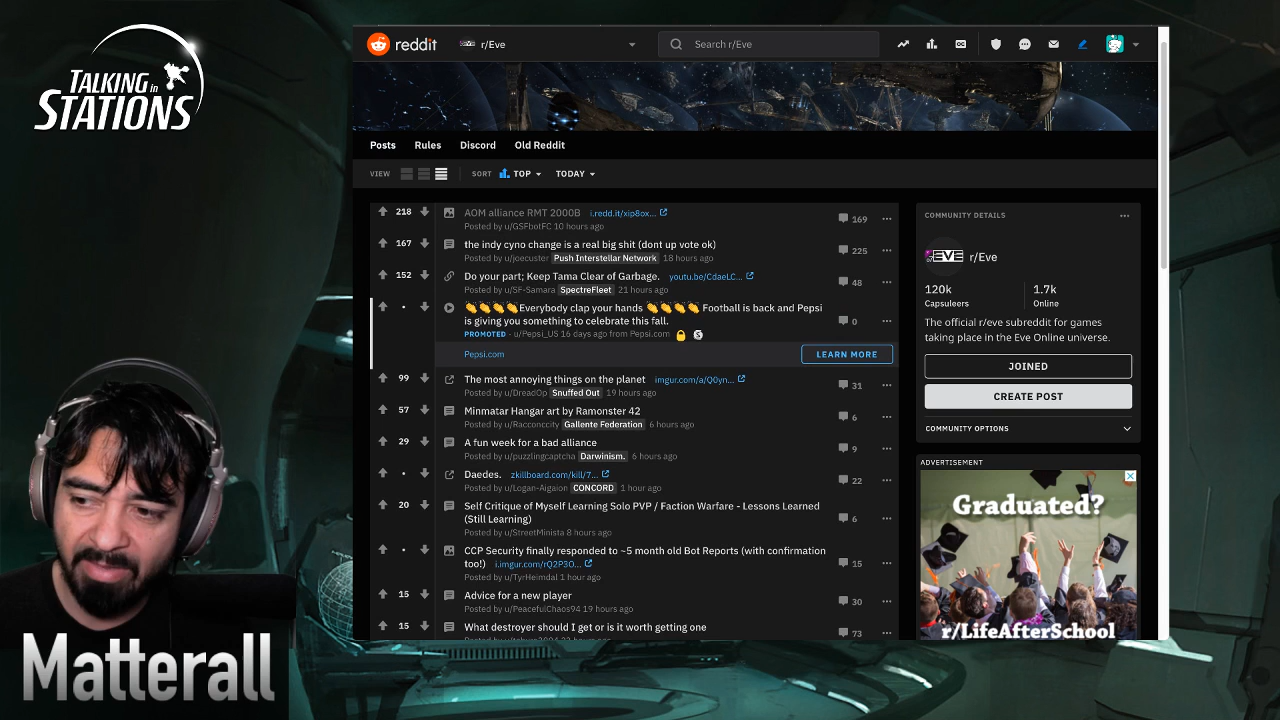 TALKING in
STATIONS
reddit
r/Eve
Search r/Eve
Posts
Rules
Discord
Old Reddit
VIEW
SORT
TOP
TODAY
218
AOM alliance RMT 2000B i.redd.it/xip8ox...
Posted by u/GSFbotFC 10 hours ago
169
167
the indy cyno change is a real big shit (dont up vote ok)
Posted by u/joecuster Push Interstellar Network 18 hours ago
225
152
Do your part; Keep Tama Clear of Garbage. youtu.be/CdaeLC...
Posted by u/SF-Samara SpectreFleet 21 hours ago
48
•
👏👏👏👏Everybody clap your hands 👏👏👏👏 Football is back and Pepsi
is giving you something to celebrate this fall.
PROMOTED · u/Pepsi_US 16 days ago from Pepsi.com
0
Pepsi.com
LEARN MORE
99
The most annoying things on the planet imgur.com/a/Q0yn...
Posted by u/DreadOp Snuffed Out 19 hours ago
31
57
Minmatar Hangar art by Ramonster 42
Posted by u/Racconcity Gallente Federation 6 hours ago
6
29
A fun week for a bad alliance
Posted by u/puzzlingcaptcha Darwinism. 6 hours ago
9
•
Daedes. zkillboard.com/kill/7...
Posted by u/Logan-Aigaion CONCORD 1 hour ago
22
20
Self Critique of Myself Learning Solo PVP / Faction Warfare - Lessons Learned
(Still Learning)
Posted by u/StreetMinista 8 hours ago
6
•
CCP Security finally responded to ~5 month old Bot Reports (with confirmation
too!) i.imgur.com/rQ2P3O...
Posted by u/TyrHeimdal 1 hour ago
15
15
Advice for a new player
Posted by u/PeacefulChaos94 19 hours ago
30
15
What destroyer should I get or is it worth getting one
73
COMMUNITY DETAILS
EVE
r/Eve
120k
Capsuleers
1.7k
Online
The official r/eve subreddit for games
taking place in the Eve Online universe.
JOINED
CREATE POST
COMMUNITY OPTIONS
ADVERTISEMENT
Graduated?
r/LifeAfterSchool
Matterall